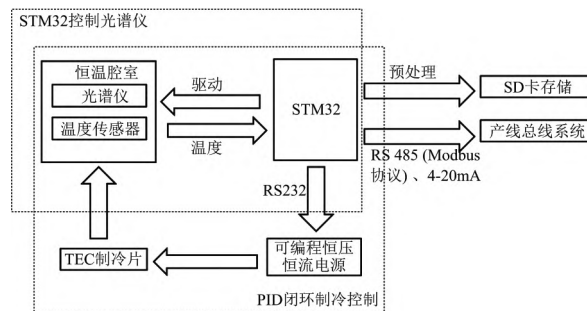 STM32控制光谱仪
恒温腔室
光谱仪
温度传感器
驱动
温度
STM32
预处理
SD卡存储
产线总线系统
RS 485 (Modbus
协议) 、4-20mA
RS232
TEC制冷片
可编程恒压
恒流电源
PID闭环制冷控制